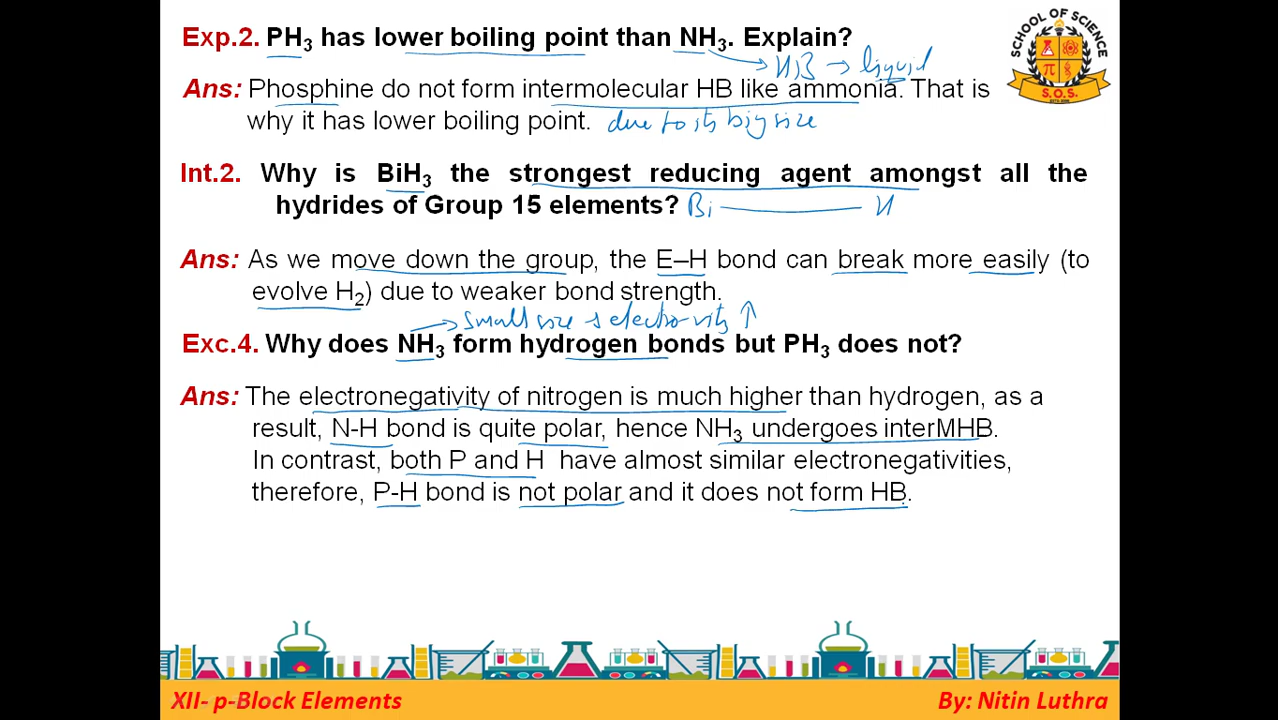 Exp.2. PH₃ has lower boiling point than NH₃. Explain?
HB → liquid
Ans: Phosphine do not form intermolecular HB like ammonia. That is
why it has lower boiling point. due to its big size
Int.2. Why is BiH₃ the strongest reducing agent amongst all the
hydrides of Group 15 elements? Bi —— H
Ans: As we move down the group, the E–H bond can break more easily (to
evolve H₂) due to weaker bond strength.
→ small size & electro-vity ↑
Exc.4. Why does NH₃ form hydrogen bonds but PH₃ does not?
Ans: The electronegativity of nitrogen is much higher than hydrogen, as a
result, N-H bond is quite polar, hence NH₃ undergoes interMHB.
In contrast, both P and H have almost similar electronegativities,
therefore, P-H bond is not polar and it does not form HB.
SCHOOL OF SCIENCE
π
S.O.S.
XII- p-Block Elements
By: Nitin Luthra